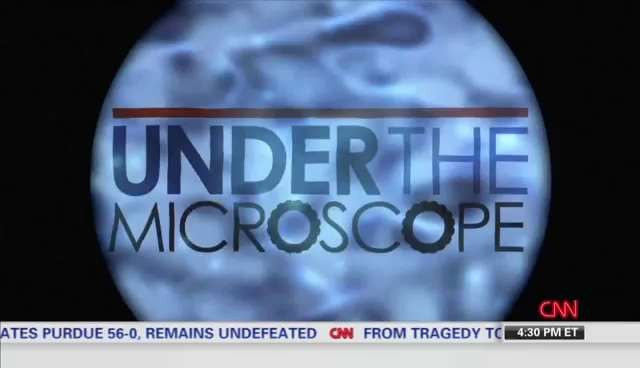 UNDER THE
MICROSCOPE
CNN
ATES PURDUE 56-0, REMAINS UNDEFEATED CNN FROM TRAGEDY TO
4:30 PM ET